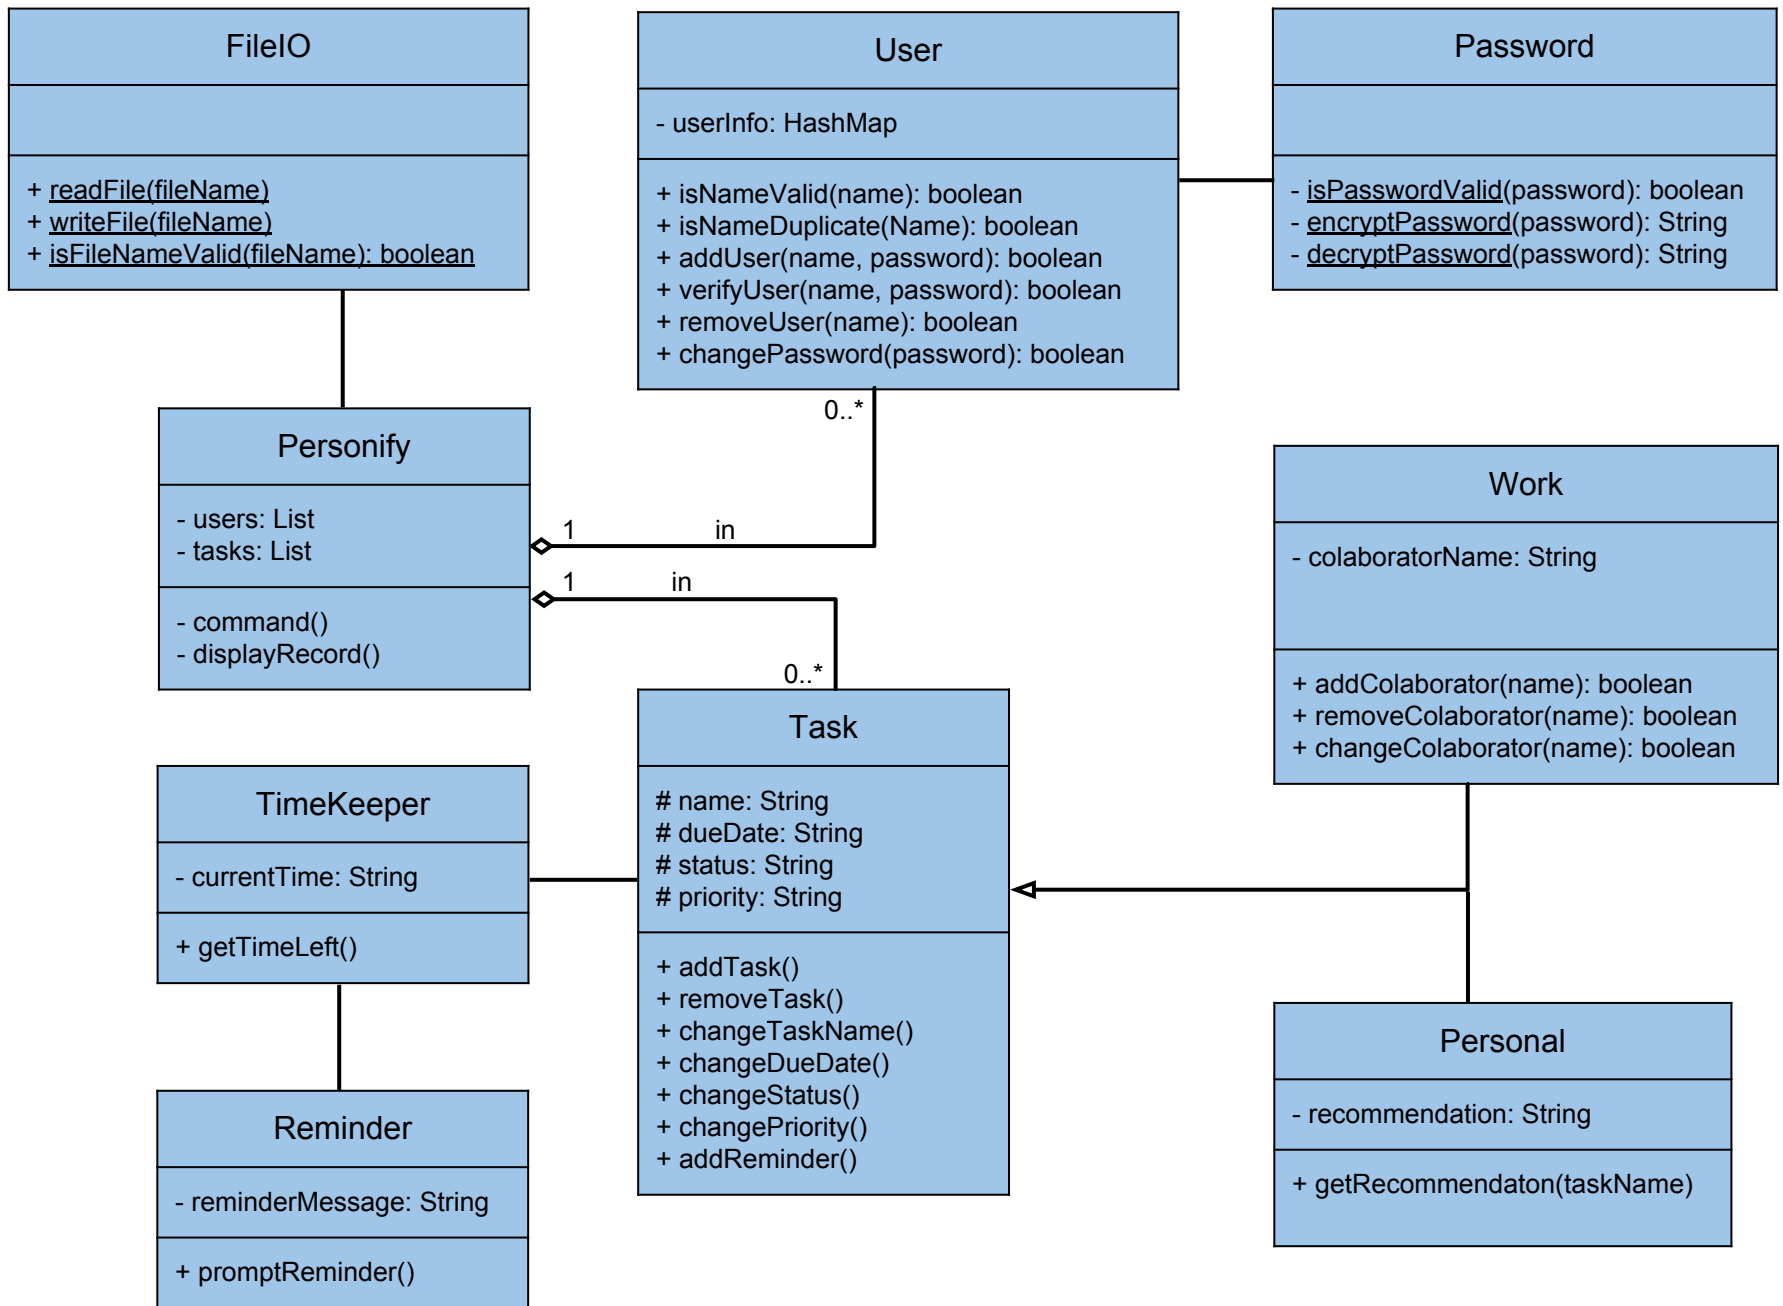 FileIO
+ readFile(fileName)
+ writeFile(fileName)
+ isFileNameValid(fileName): boolean
User
- userInfo: HashMap
+ isNameValid(name): boolean
+ isNameDuplicate(Name): boolean
+ addUser(name, password): boolean
+ verifyUser(name, password): boolean
+ removeUser(name): boolean
+ changePassword(password): boolean
Password
- isPasswordValid(password): boolean
- encryptPassword(password): String
- decryptPassword(password): String
0..*
Personify
- users: List
- tasks: List
- command()
- displayRecord()
1 in
1 in
0..*
Work
- colaboratorName: String
+ addColaborator(name): boolean
+ removeColaborator(name): boolean
+ changeColaborator(name): boolean
TimeKeeper
- currentTime: String
+ getTimeLeft()
Task
# name: String
# dueDate: String
# status: String
# priority: String
+ addTask()
+ removeTask()
+ changeTaskName()
+ changeDueDate()
+ changeStatus()
+ changePriority()
+ addReminder()
Personal
- recommendation: String
+ getRecommendaton(taskName)
Reminder
- reminderMessage: String
+ promptReminder()